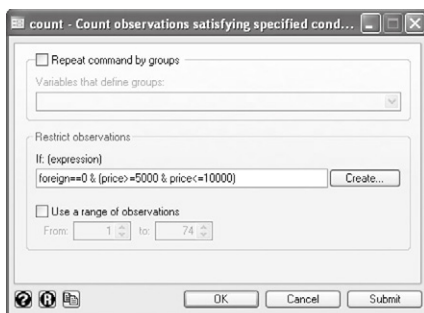 count - Count observations satisfying specified cond...
Repeat command by groups
Variables that define groups:
Restrict observations
If: (expression)
foreign==0 & (price>=5000 & price<=10000)
Create...
Use a range of observations
From: 1 to: 74
OK Cancel Submit